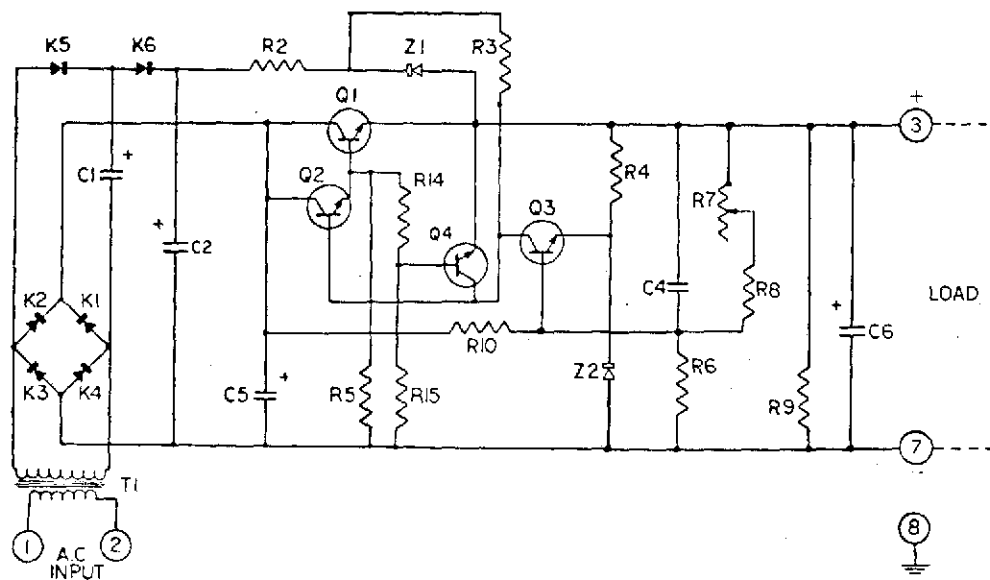 K5
K6
R2
Z1
R3
+
3
Q1
C1
+
Q2
R14
R4
R7
Q3
Q4
+
C2
C4
R8
LOAD
K2
K1
+
C6
R10
K3
K4
+
C5
R5
R15
Z2
R6
R9
7
-
T1
1
A.C
INPUT
2
8